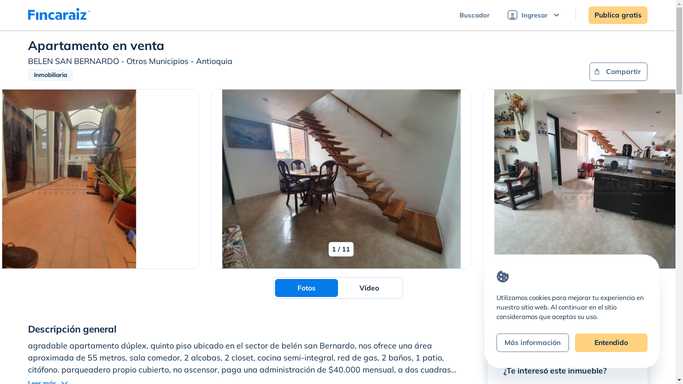 Fincaraiz
Buscador
Ingresar
Publica gratis
Apartamento en venta
BELEN SAN BERNARDO - Otros Municipios - Antioquia
Inmobiliaria
Compartir
1 / 11
Fotos
Video
Utilizamos cookies para mejorar tu experiencia en
nuestro sitio web. Al continuar en el sitio
consideramos que aceptas su uso.
Más información
Entendido
Descripción general
agradable apartamento dúplex, quinto piso ubicado en el sector de belén san Bernardo, nos ofrece una área
aproximada de 55 metros, sala comedor, 2 alcobas, 2 closet, cocina semi-integral, red de gas, 2 baños, 1 patio,
citófono. parqueadero propio cubierto, no ascensor, paga una administración de $40.000 mensual, a dos cuadras...
Leer más
¿Te interesó este inmueble?